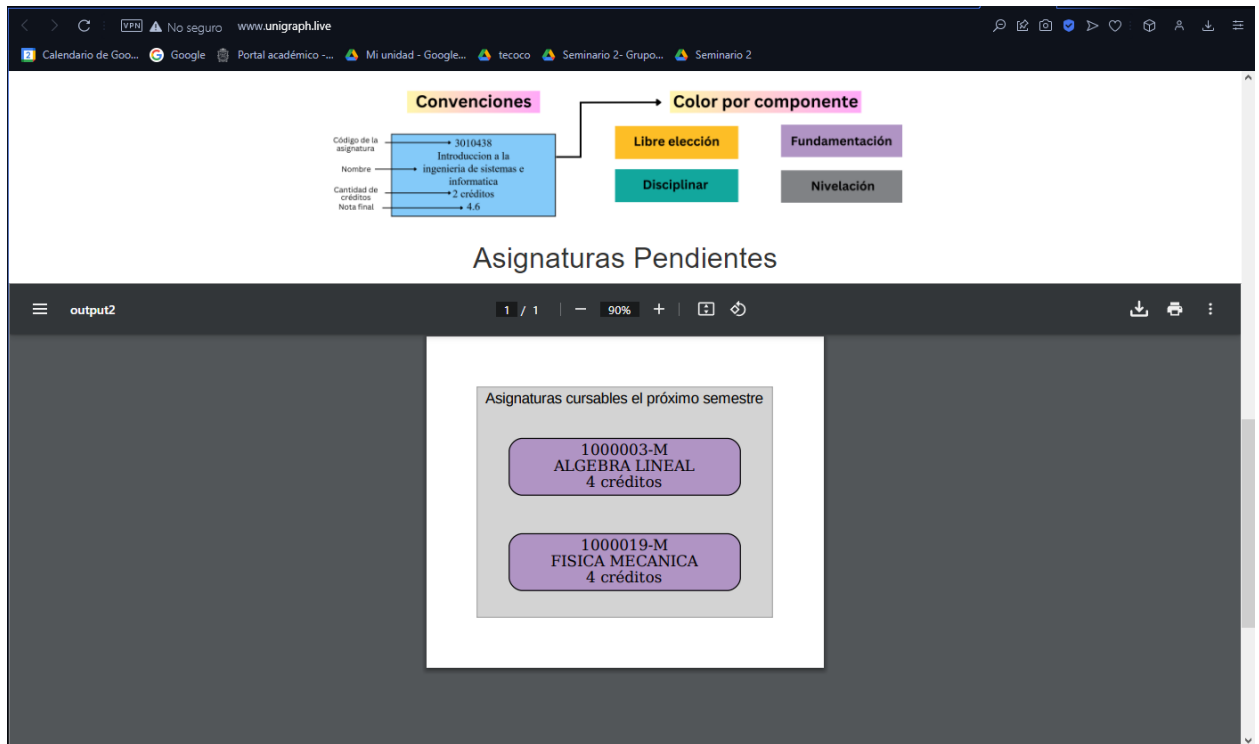 VPN No seguro www.unigraph.live
Calendario de Goo... Google Portal académico -... Mi unidad - Google... tecoco Seminario 2- Grupo... Seminario 2
Convenciones
Color por componente
Código de la
asignatura
Nombre
Cantidad de
créditos
Nota final
3010438
Introduccion a la
ingenieria de sistemas e
informatica
2 créditos
4.6
Libre elección
Fundamentación
Disciplinar
Nivelación
Asignaturas Pendientes
output2
1 / 1
90%
Asignaturas cursables el próximo semestre
1000003-M
ALGEBRA LINEAL
4 créditos
1000019-M
FISICA MECANICA
4 créditos